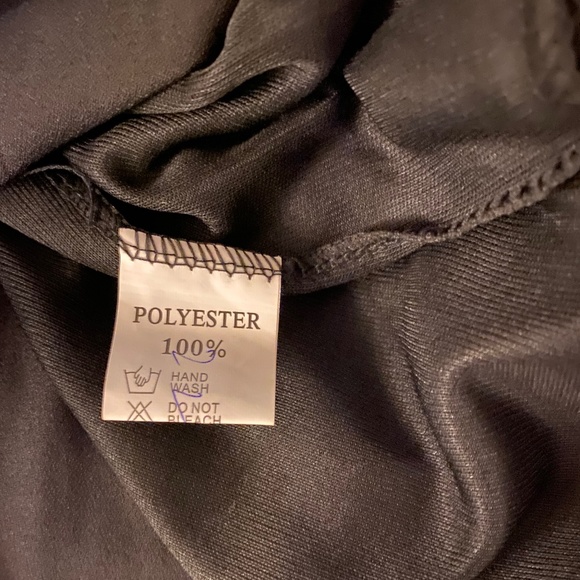 POLYESTER
100%
HAND
WASH
DO NOT
BLEACH